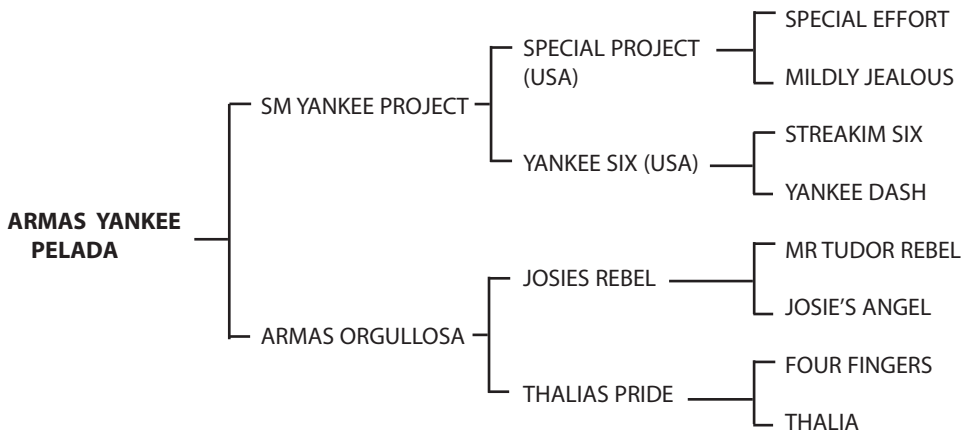 SPECIAL EFFORT
SPECIAL PROJECT
(USA)
MILDLY JEALOUS
SM YANKEE PROJECT
STREAKIM SIX
YANKEE SIX (USA)
YANKEE DASH
ARMAS YANKEE
PELADA
MR TUDOR REBEL
JOSIES REBEL
JOSIE'S ANGEL
ARMAS ORGULLOSA
FOUR FINGERS
THALIAS PRIDE
THALIA